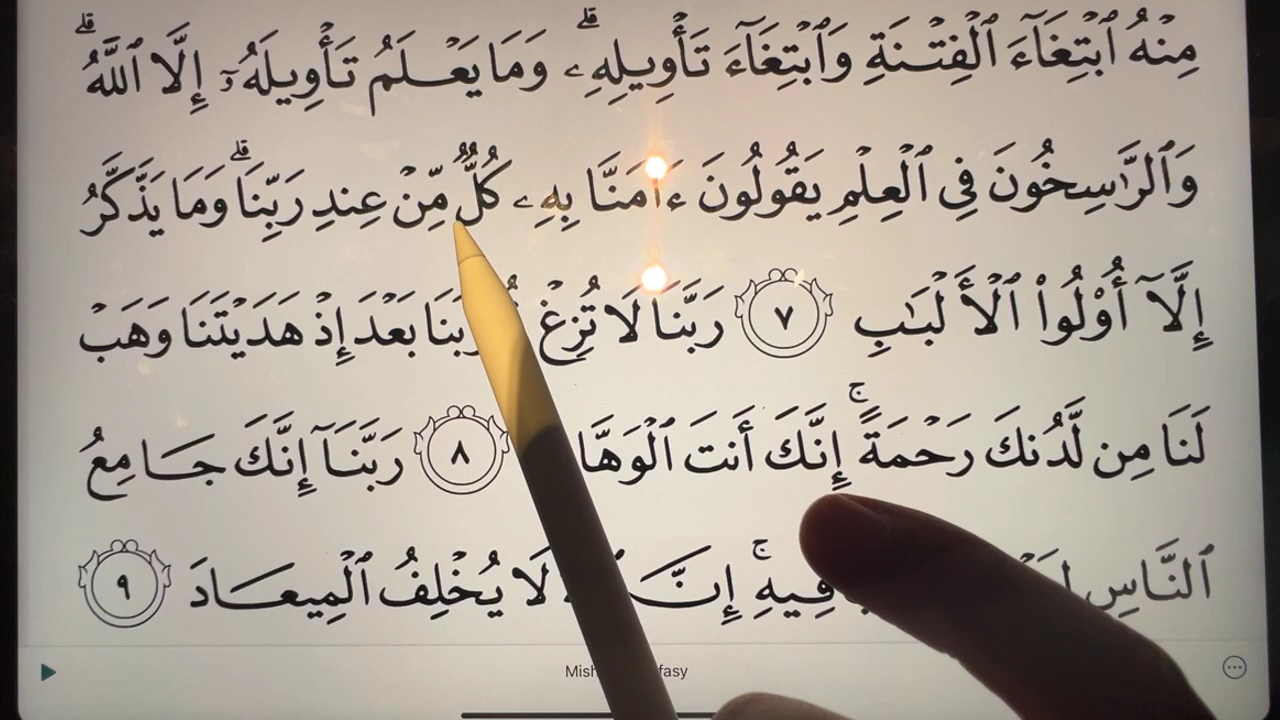 مِنْهُ ٱبْتِغَآءَ ٱلْفِتْنَةِ وَٱبْتِغَآءَ تَأْوِيلِهِۦ ۗ وَمَا يَعْلَمُ تَأْوِيلَهُۥٓ إِلَّا ٱللَّهُ ۗ
وَٱلرَّٰسِخُونَ فِى ٱلْعِلْمِ يَقُولُونَ ءَامَنَّا بِهِۦ كُلٌّ مِّنْ عِندِ رَبِّنَا ۗ وَمَا يَذَّكَّرُ
إِلَّآ أُو۟لُوا۟ ٱلْأَلْبَٰبِ ٧ رَبَّنَا لَا تُزِغْ بَعْدَ إِذْ هَدَيْتَنَا وَهَبْ
لَنَا مِن لَّدُنكَ رَحْمَةً ۚ إِنَّكَ أَنتَ ٨ رَبَّنَآ إِنَّكَ جَامِعُ
ٱلنَّاسِ فِيهِ ۚ لَا يُخْلِفُ ٱلْمِيعَادَ ٩